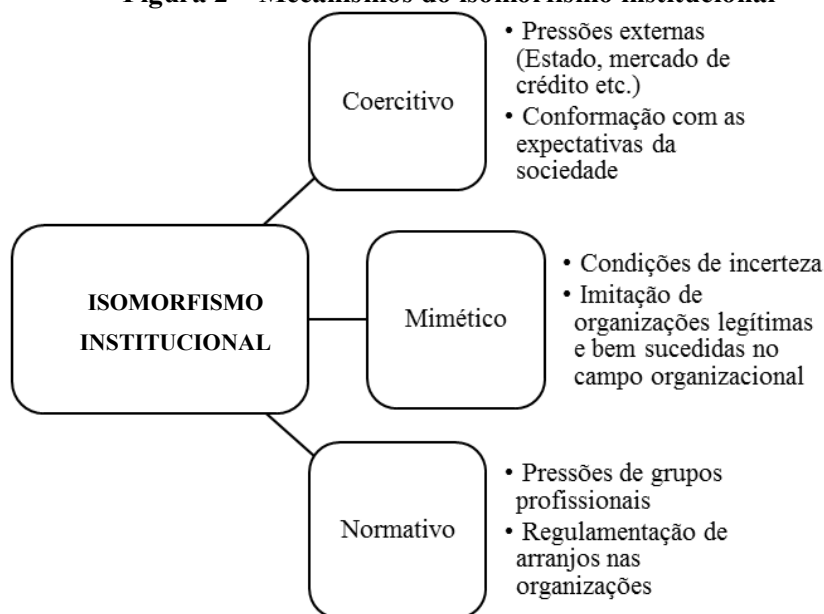 Figura 2 – Mecanismos do isomorfismo institucional
Coercitivo
• Pressões externas
(Estado, mercado de
crédito etc.)
• Conformação com as
expectativas da
sociedade
ISOMORFISMO
INSTITUCIONAL
Mimético
• Condições de incerteza
• Imitação de
organizações legítimas
e bem sucedidas no
campo organizacional
Normativo
• Pressões de grupos
profissionais
• Regulamentação de
arranjos nas
organizações